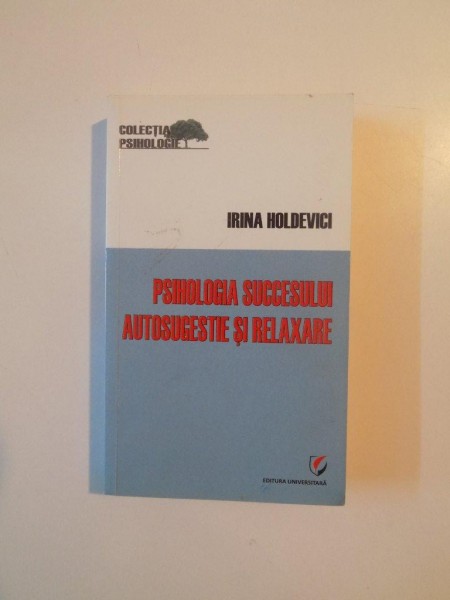 COLECȚIA
PSIHOLOGIE
IRINA HOLDEVICI
PSIHOLOGIA SUCCESULUI
AUTOSUGESTIE ȘI RELAXARE
EDITURA UNIVERSITARĂ